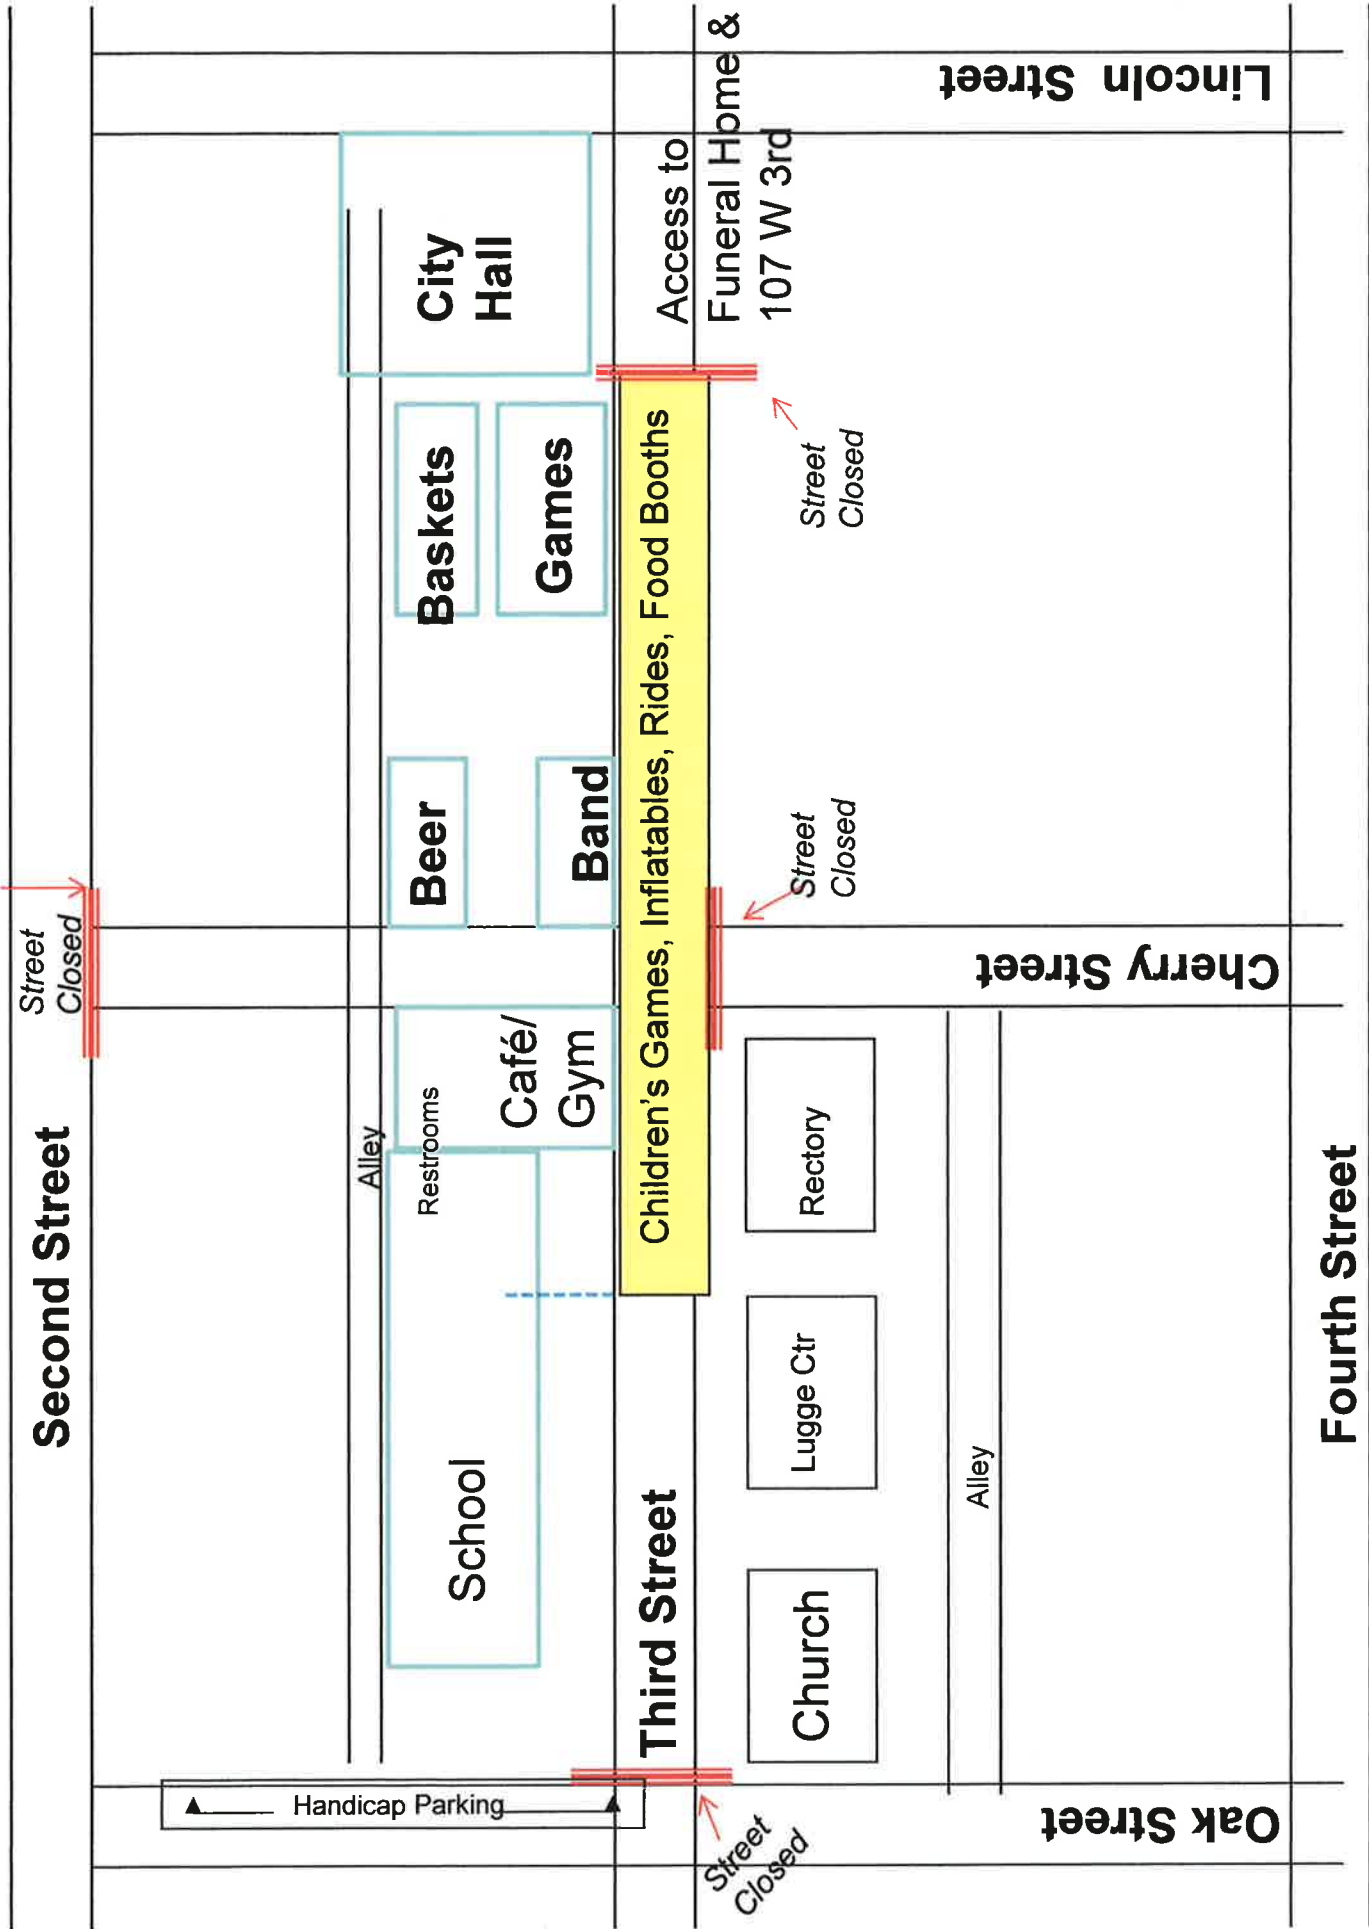 Second Street
Street
Closed
Alley
School
Restrooms
Café/
Gym
Beer
Band
Baskets
Games
City
Hall
Handicap Parking
Third Street
Children's Games, Inflatables, Rides, Food Booths
Access to
Funeral Home &
107 W 3rd
Street
Closed
Church
Lugge Ctr
Rectory
Street
Closed
Street
Closed
Alley
Oak Street
Cherry Street
Lincoln Street
Fourth Street